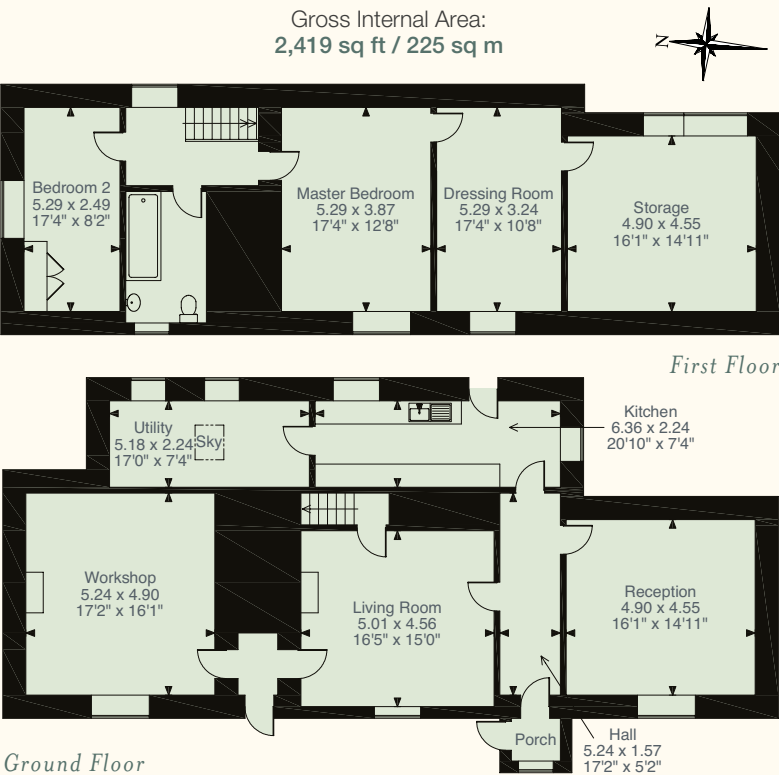 Gross Internal Area:
2,419 sq ft / 225 sq m
N
Bedroom 2
5.29 x 2.49
17'4" x 8'2"
Master Bedroom
5.29 x 3.87
17'4" x 12'8"
Dressing Room
5.29 x 3.24
17'4" x 10'8"
Storage
4.90 x 4.55
16'1" x 14'11"
First Floor
Utility
5.18 x 2.24
17'0" x 7'4"
Sky
Kitchen
6.36 x 2.24
20'10" x 7'4"
Workshop
5.24 x 4.90
17'2" x 16'1"
Living Room
5.01 x 4.56
16'5" x 15'0"
Reception
4.90 x 4.55
16'1" x 14'11"
Porch
Hall
5.24 x 1.57
17'2" x 5'2"
Ground Floor